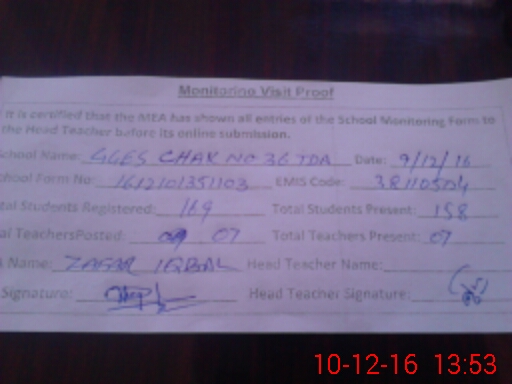 Monitoring Visit Proof
It is certified that the MEA has shown all entries of the School Monitoring Form to
the Head Teacher before its online submission.
School Name: GGES CHAK NO 36 TDA Date: 9/12/16
School Form No: 1612101351103 EMIS Code: 38110504
Total Students Registered: 169 Total Students Present: 158
Total TeachersPosted: 07 Total Teachers Present: 07
Name: ZAFAR IQBAL Head Teacher Name:
Signature: Head Teacher Signature:
10-12-16 13:53